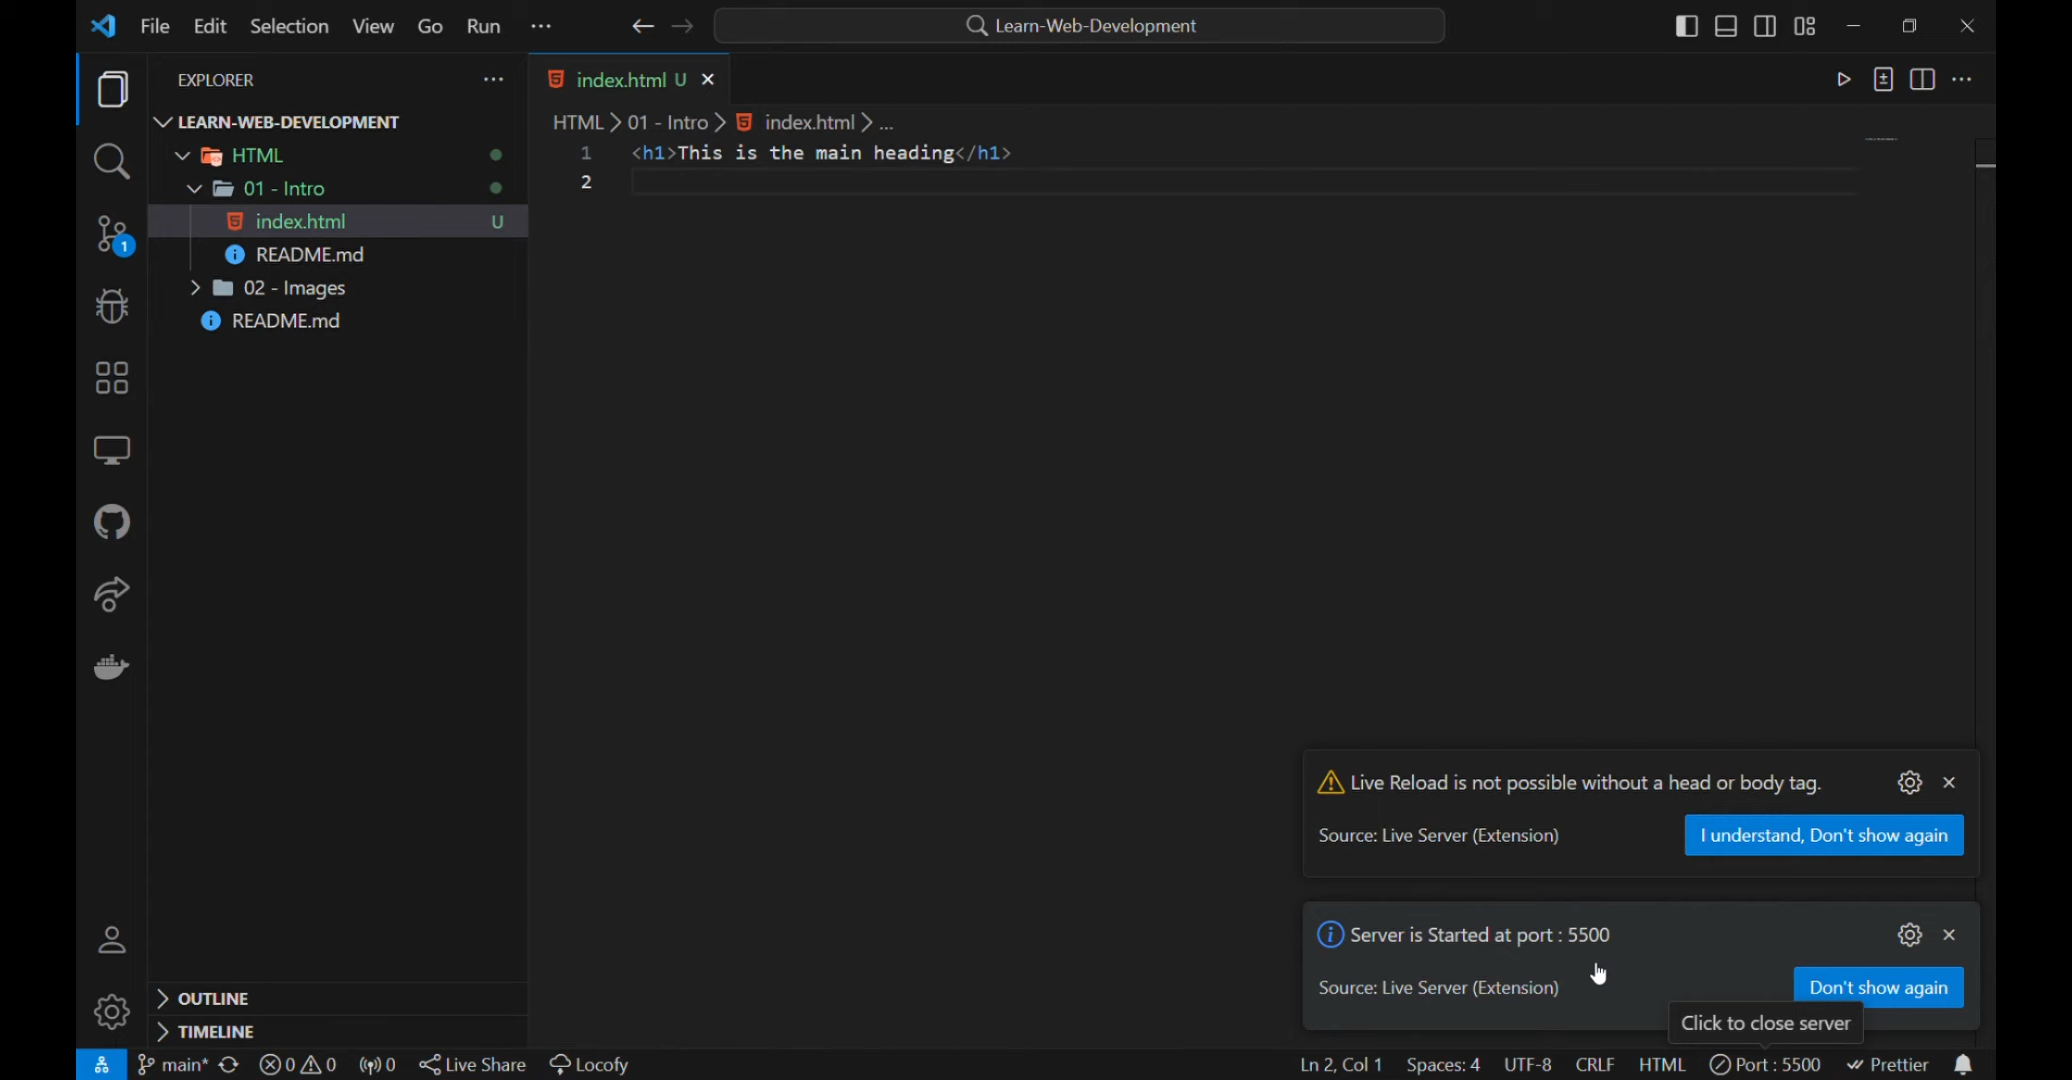 File Edit Selection View Go Run ···
Learn-Web-Development
EXPLORER ···
index.html U
LEARN-WEB-DEVELOPMENT
HTML > 01 - Intro > index.html > ...
HTML
1 <h1>This is the main heading</h1>
01 - Intro
2
index.html U
README.md
02 - Images
README.md
1
Live Reload is not possible without a head or body tag.
Source: Live Server (Extension)
I understand, Don't show again
Server is Started at port : 5500
Source: Live Server (Extension)
Don't show again
Click to close server
OUTLINE
TIMELINE
main* 0 0 0 Live Share Locofy
Ln 2, Col 1 Spaces: 4 UTF-8 CRLF HTML Port : 5500 Prettier